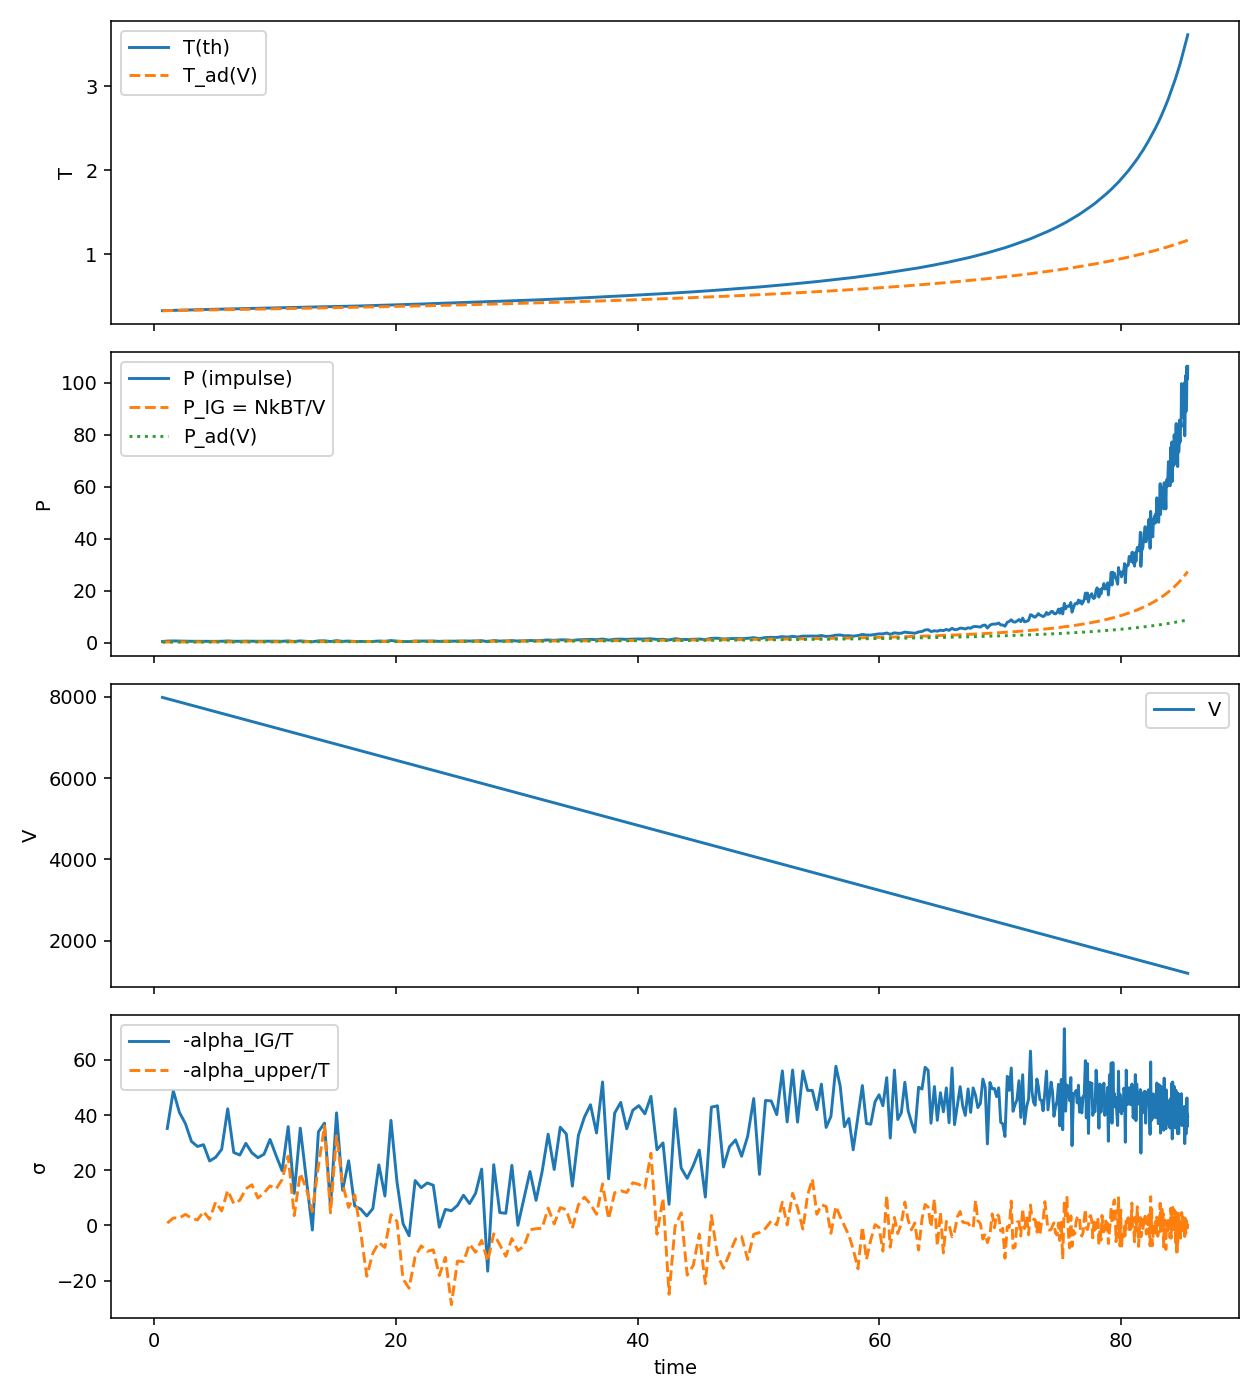 T(th)
T_ad(V)
T
3
2
1
P (impulse)
P_IG = NkBT/V
P_ad(V)
P
100
80
60
40
20
0
V
V
8000
6000
4000
2000
-alpha_IG/T
-alpha_upper/T
σ
60
40
20
0
−20
0 20 40 60 80
time